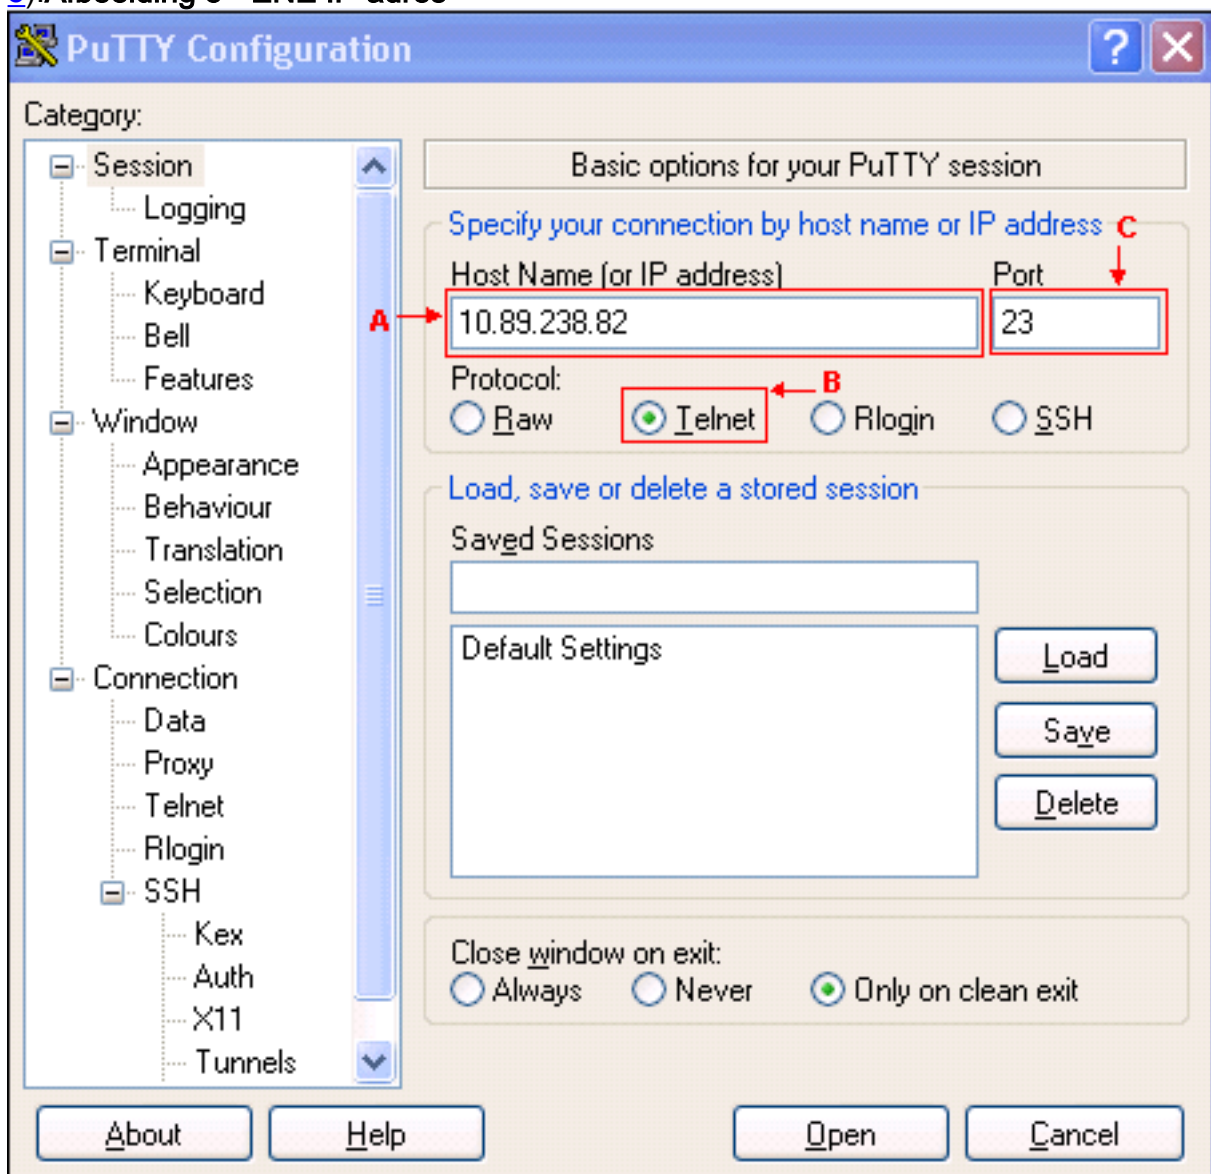 PuTTY Configuration
Category:
Session
Logging
Terminal
Keyboard
Bell
Features
Window
Appearance
Behaviour
Translation
Selection
Colours
Connection
Data
Proxy
Telnet
Rlogin
SSH
Kex
Auth
X11
Tunnels
Basic options for your PuTTY session
Specify your connection by host name or IP address C
Host Name (or IP address) Port
A 10.89.238.82 23
Protocol: B
Raw Telnet Rlogin SSH
Load, save or delete a stored session
Saved Sessions
Default Settings
Load
Save
Delete
Close window on exit:
Always Never Only on clean exit
About Help Open Cancel